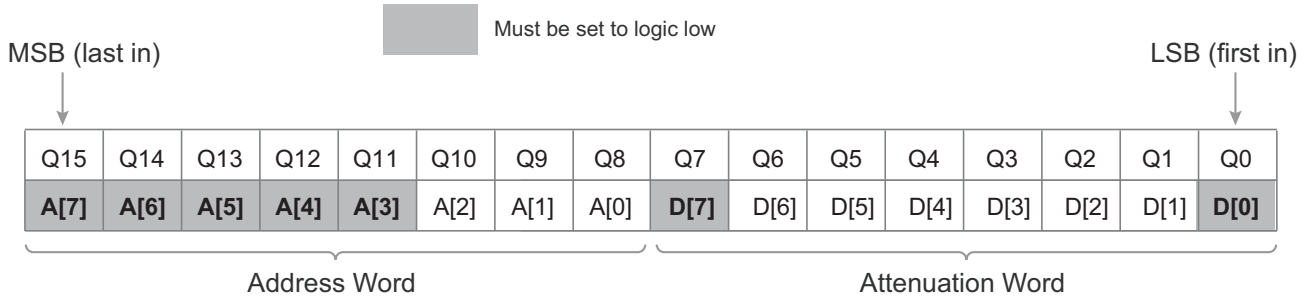 Must be set to logic low
MSB (last in) LSB (first in)
Q15 Q14 Q13 Q12 Q11 Q10 Q9 Q8 Q7 Q6 Q5 Q4 Q3 Q2 Q1 Q0
A[7] A[6] A[5] A[4] A[3] A[2] A[1] A[0] D[7] D[6] D[5] D[4] D[3] D[2] D[1] D[0]
Address Word Attenuation Word